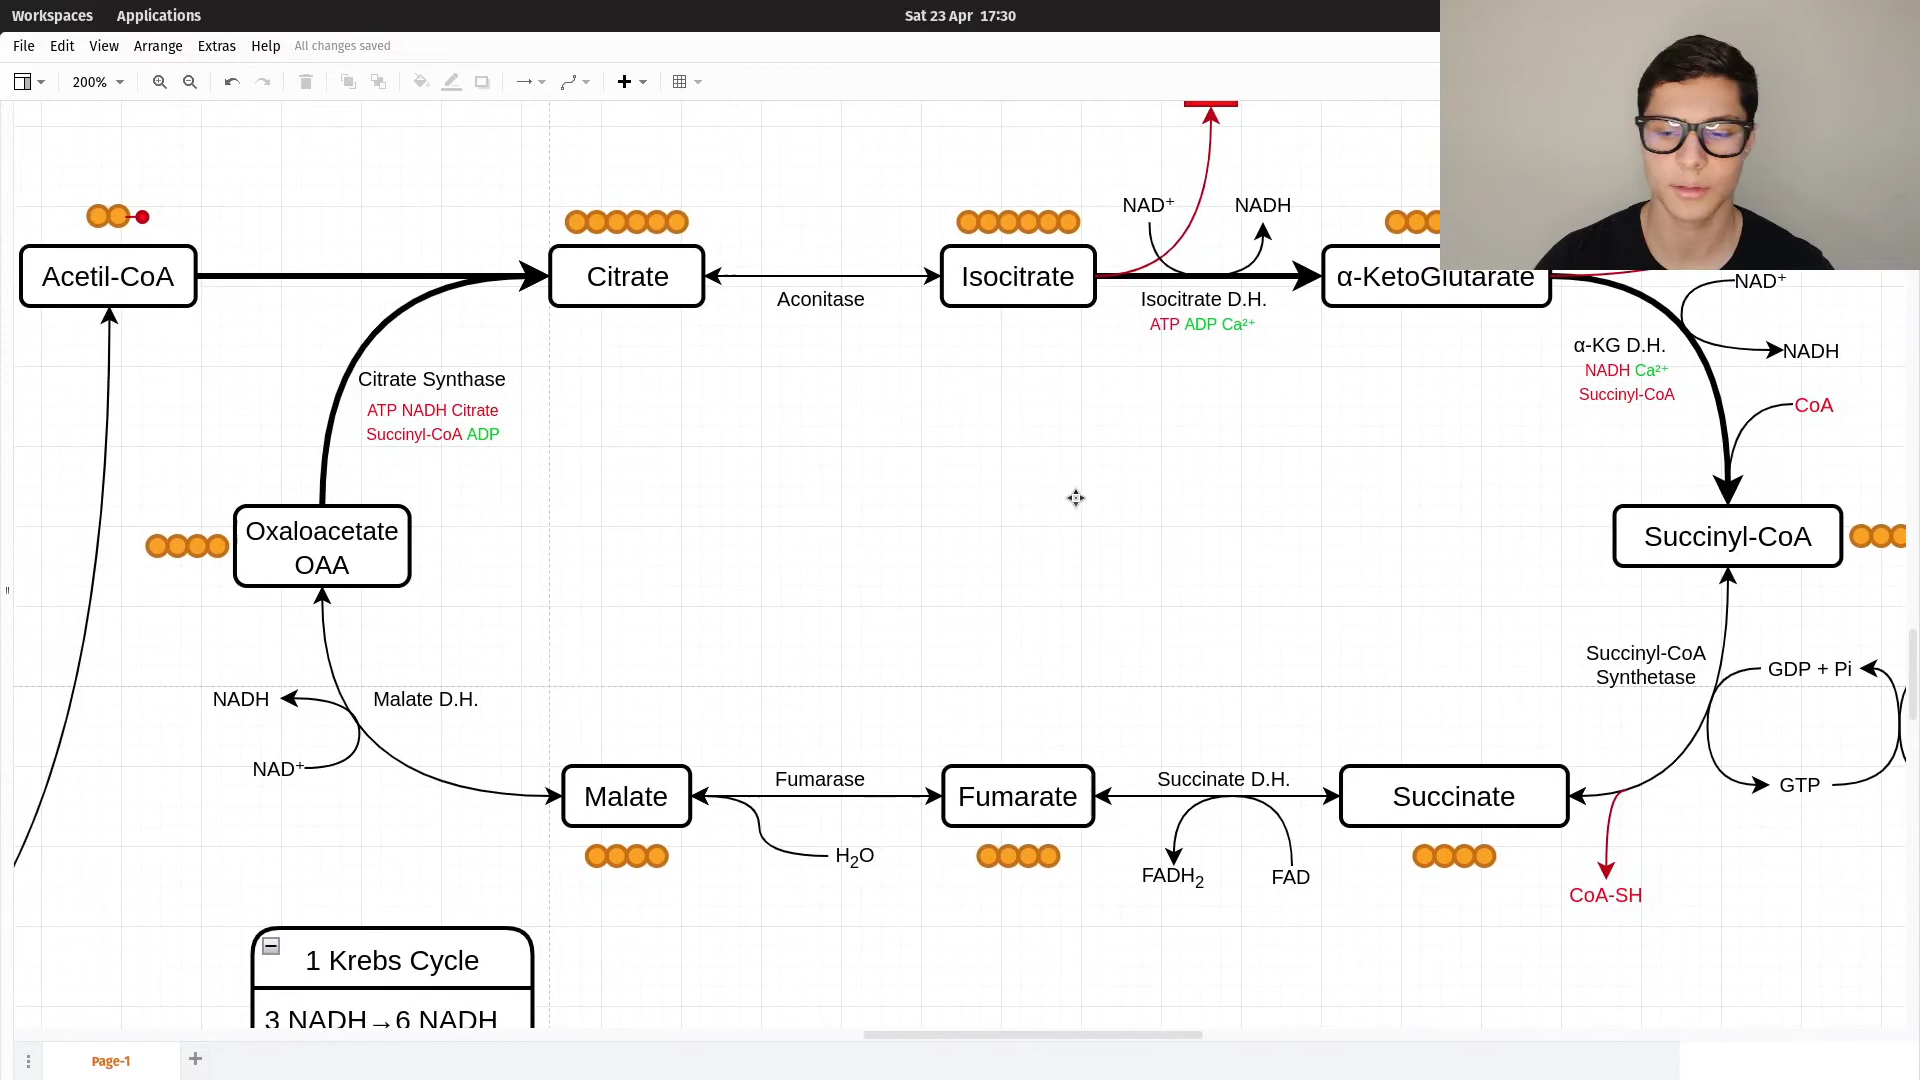 Workspaces Applications Sat 23 Apr 17:30
File Edit View Arrange Extras Help All changes saved
200%
NAD⁺ NADH
Acetil-CoA Citrate Isocitrate α-KetoGlutarate
NAD⁺
Aconitase Isocitrate D.H.
ATP ADP Ca²⁺
α-KG D.H. NADH
NADH Ca²⁺
Succinyl-CoA
CoA
Citrate Synthase
ATP NADH Citrate
Succinyl-CoA ADP
Oxaloacetate
OAA
Succinyl-CoA
Succinyl-CoA
Synthetase
GDP + Pi
NADH Malate D.H.
NAD⁺
GTP
Fumarase Succinate D.H.
Malate Fumarate Succinate
H₂O
FADH₂ FAD
CoA-SH
1 Krebs Cycle
3 NADH→6 NADH
Page-1